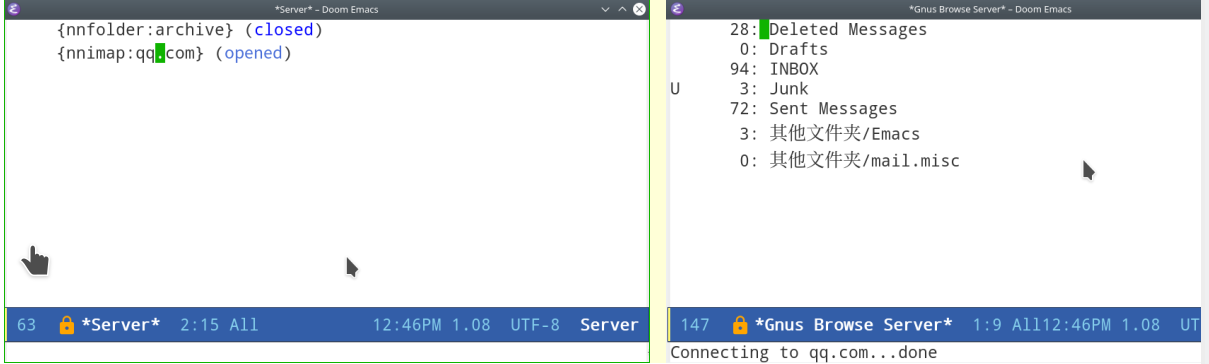 *Server* – Doom Emacs
{nnfolder:archive} (closed)
{nnimap:qq.com} (opened)
63 *Server* 2:15 All 12:46PM 1.08 UTF-8 Server
*Gnus Browse Server* – Doom Emacs
28: Deleted Messages
0: Drafts
94: INBOX
U 3: Junk
72: Sent Messages
3: 其他文件夹/Emacs
0: 其他文件夹/mail.misc
147 *Gnus Browse Server* 1:9 All12:46PM 1.08 UT
Connecting to qq.com...done